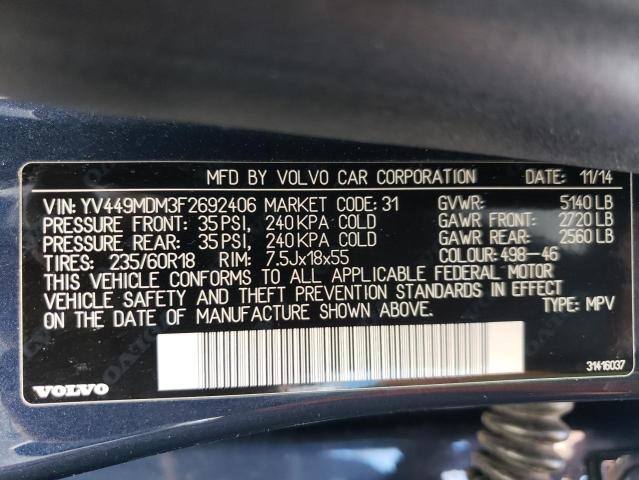 MFD BY VOLVO CAR CORPORATION DATE: 11/14
VIN: YV449MDM3F2692406 MARKET CODE: 31 GVWR: 5140 LB
PRESSURE FRONT: 35 PSI, 240 KPA COLD GAWR FRONT: 2720 LB
PRESSURE REAR: 35 PSI, 240 KPA COLD GAWR REAR: 2560 LB
TIRES: 235/60R18 RIM: 7.5Jx18x55 COLOUR: 498-46
THIS VEHICLE CONFORMS TO ALL APPLICABLE FEDERAL MOTOR
VEHICLE SAFETY AND THEFT PREVENTION STANDARDS IN EFFECT
ON THE DATE OF MANUFACTURE SHOWN ABOVE. TYPE: MPV
VOLVO 31416037